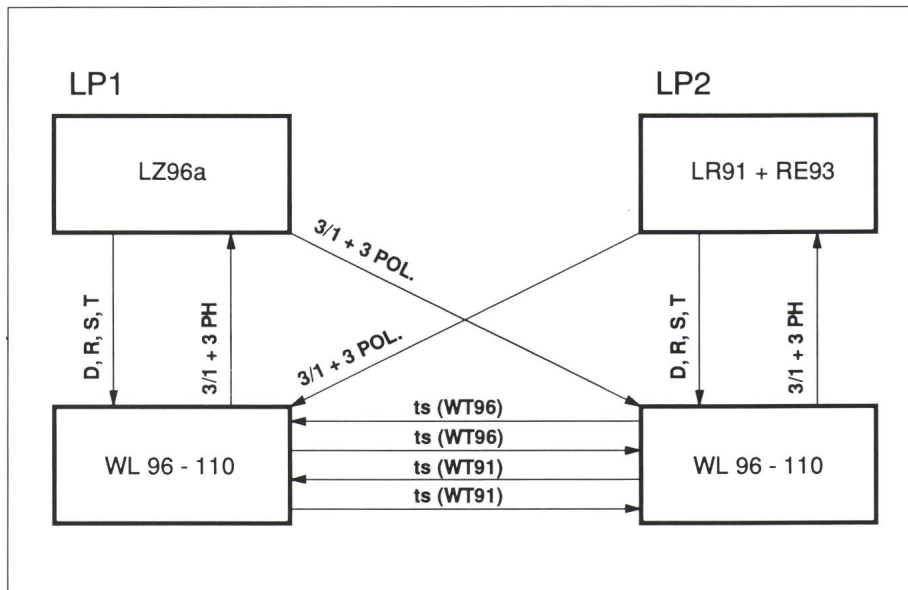 LP1
LP2
LZ96a
LR91 + RE93
3/1 + 3 POL.
3/1 + 3 POL.
D, R, S, T
3/1 + 3 PH
D, R, S, T
3/1 + 3 PH
WL 96 - 110
ts (WT96)
ts (WT96)
ts (WT91)
ts (WT91)
WL 96 - 110